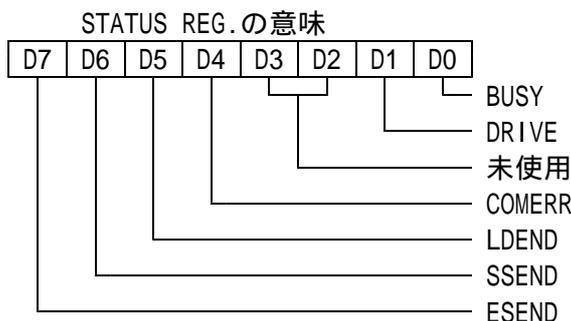 STATUS REG.の意味
D7 D6 D5 D4 D3 D2 D1 D0
BUSY
DRIVE
未使用
COMERR
LDEND
SSEND
ESEND